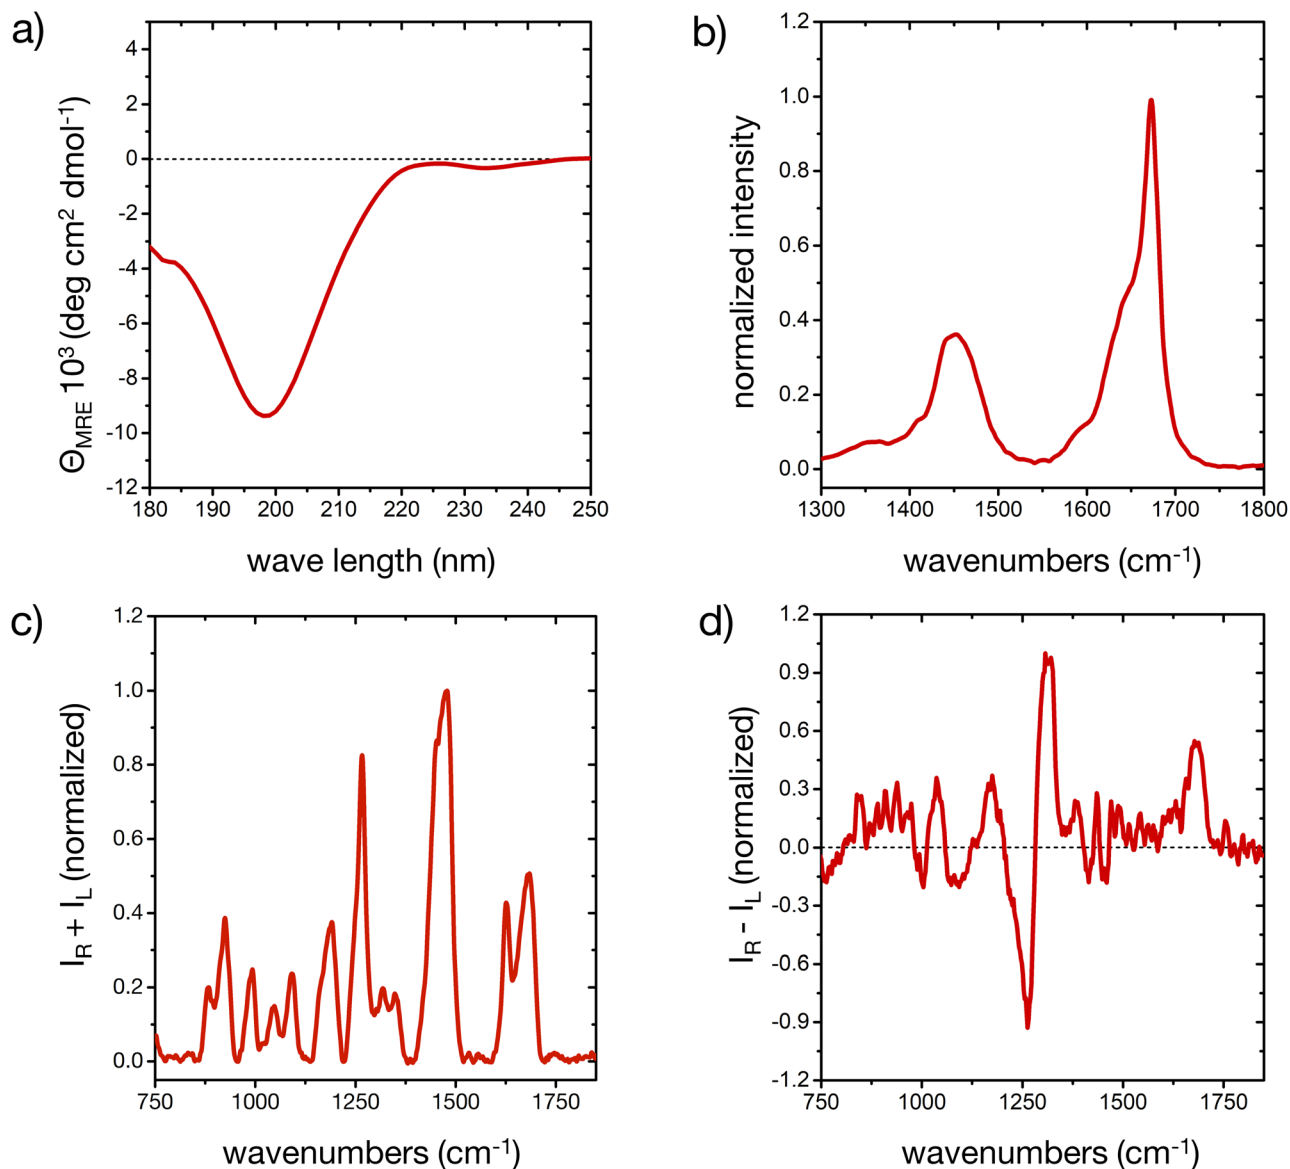 a)
4
2
0
-2
-4
-6
-8
-10
-12
180 190 200 210 220 230 240 250
Θ_MRE 10³ (deg cm² dmol⁻¹)
wave length (nm)
b)
1.2
1.0
0.8
0.6
0.4
0.2
0.0
1300 1400 1500 1600 1700 1800
normalized intensity
wavenumbers (cm⁻¹)
c)
1.2
1.0
0.8
0.6
0.4
0.2
0.0
750 1000 1250 1500 1750
I_R + I_L (normalized)
wavenumbers (cm⁻¹)
d)
1.2
0.9
0.6
0.3
0.0
-0.3
-0.6
-0.9
-1.2
750 1000 1250 1500 1750
I_R - I_L (normalized)
wavenumbers (cm⁻¹)